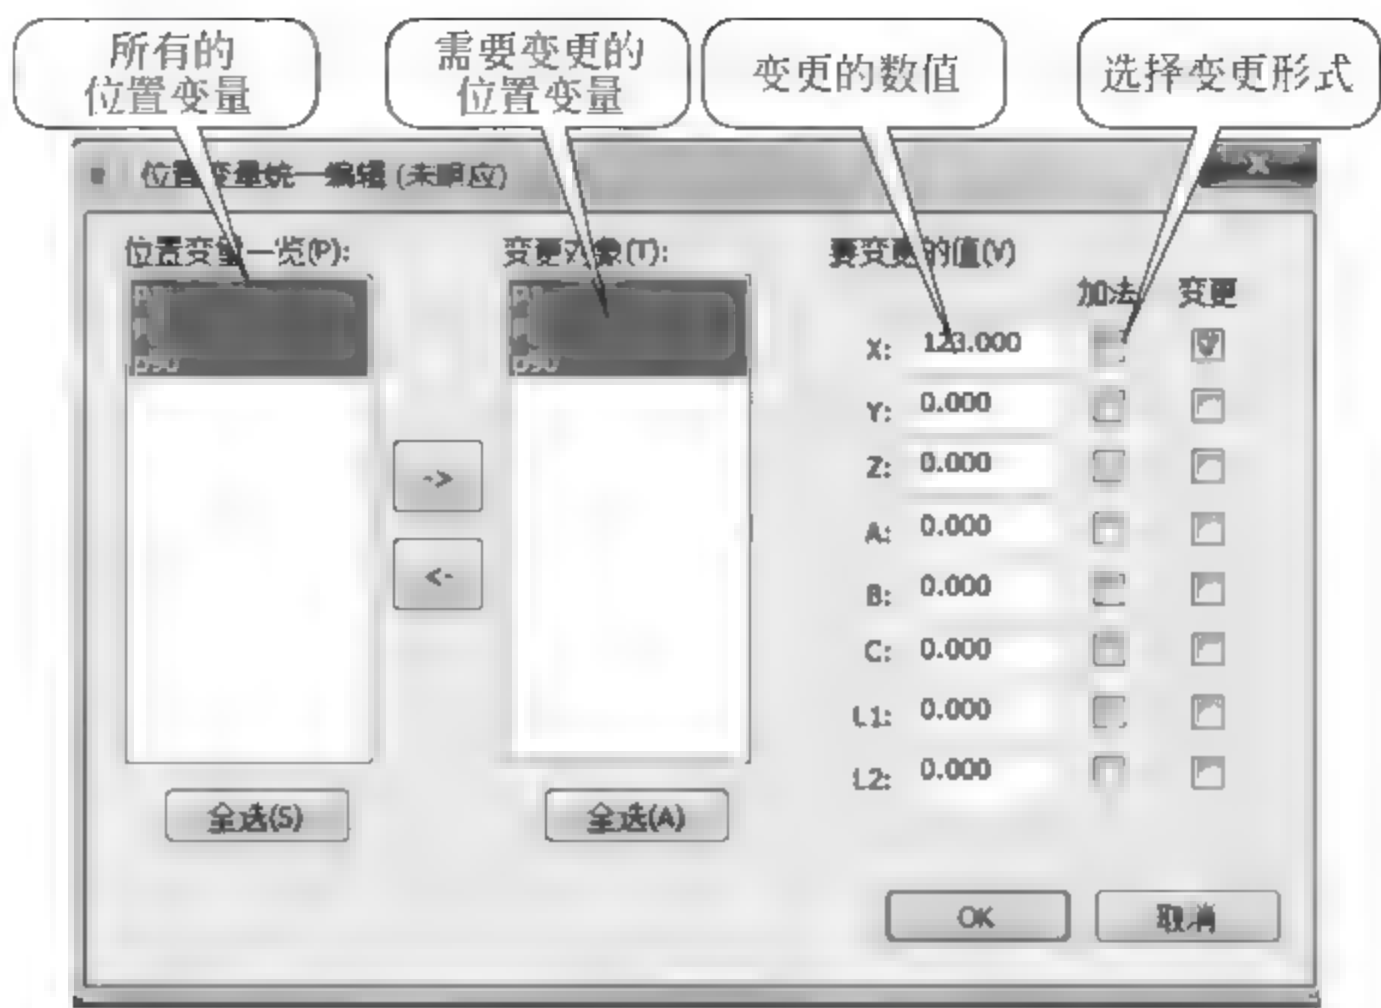 所有的
位置变量
需要变更的
位置变量
变更的数值
选择变更形式
位置变量统一编辑 (未响应)
位置变量一览(P):
变更对象(T):
要变更的值(V)
加法 变更
X: 123.000
Y: 0.000
Z: 0.000
A: 0.000
B: 0.000
C: 0.000
L1: 0.000
L2: 0.000
->
<-
全选(S)
全选(A)
OK
取消